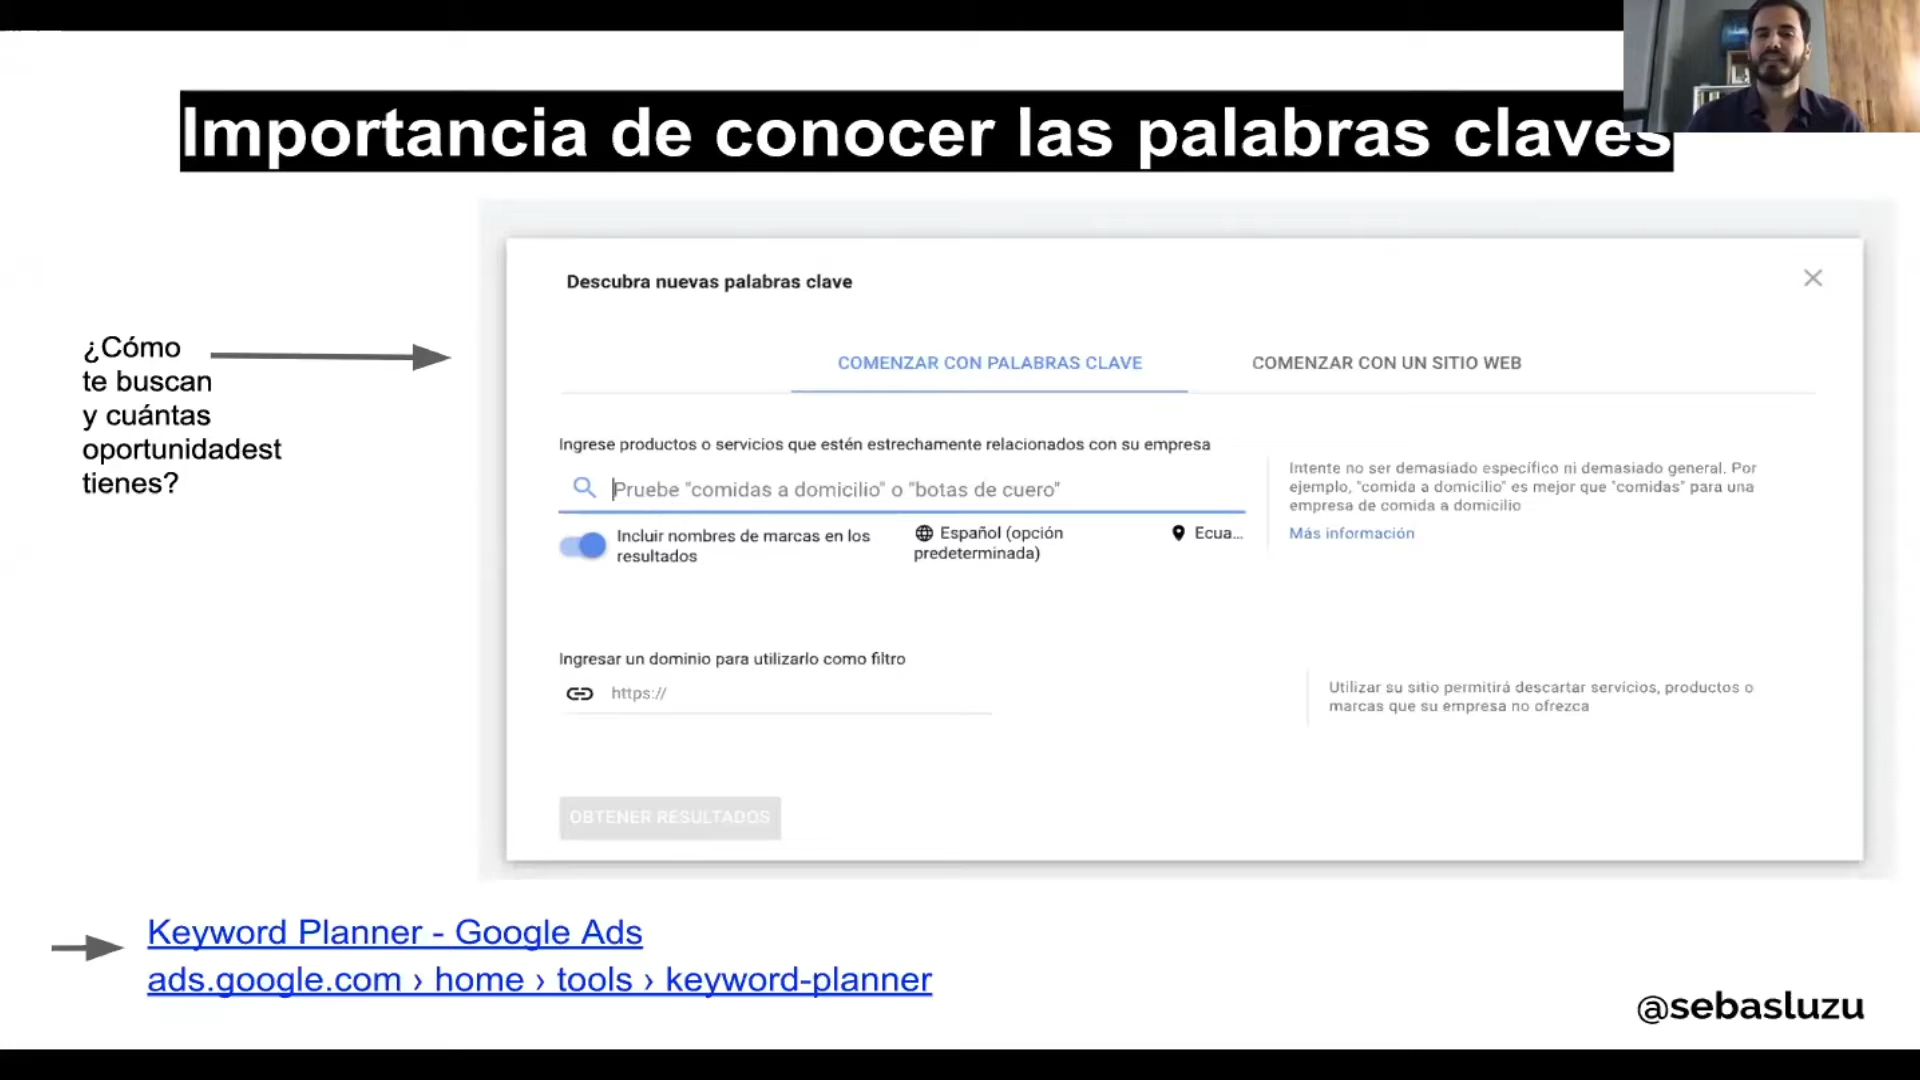 Importancia de conocer las palabras claves
Descubra nuevas palabras clave
¿Cómo
te buscan
y cuántas
oportunidadest
tienes?
COMENZAR CON PALABRAS CLAVE
COMENZAR CON UN SITIO WEB
Ingrese productos o servicios que estén estrechamente relacionados con su empresa
Pruebe "comidas a domicilio" o "botas de cuero"
Incluir nombres de marcas en los
resultados
Español (opción
predeterminada)
Ecua...
Intente no ser demasiado específico ni demasiado general. Por
ejemplo, "comida a domicilio" es mejor que "comidas" para una
empresa de comida a domicilio
Más información
Ingresar un dominio para utilizarlo como filtro
https://
Utilizar su sitio permitirá descartar servicios, productos o
marcas que su empresa no ofrezca
OBTENER RESULTADOS
Keyword Planner - Google Ads
ads.google.com › home › tools › keyword-planner
@sebasluzu